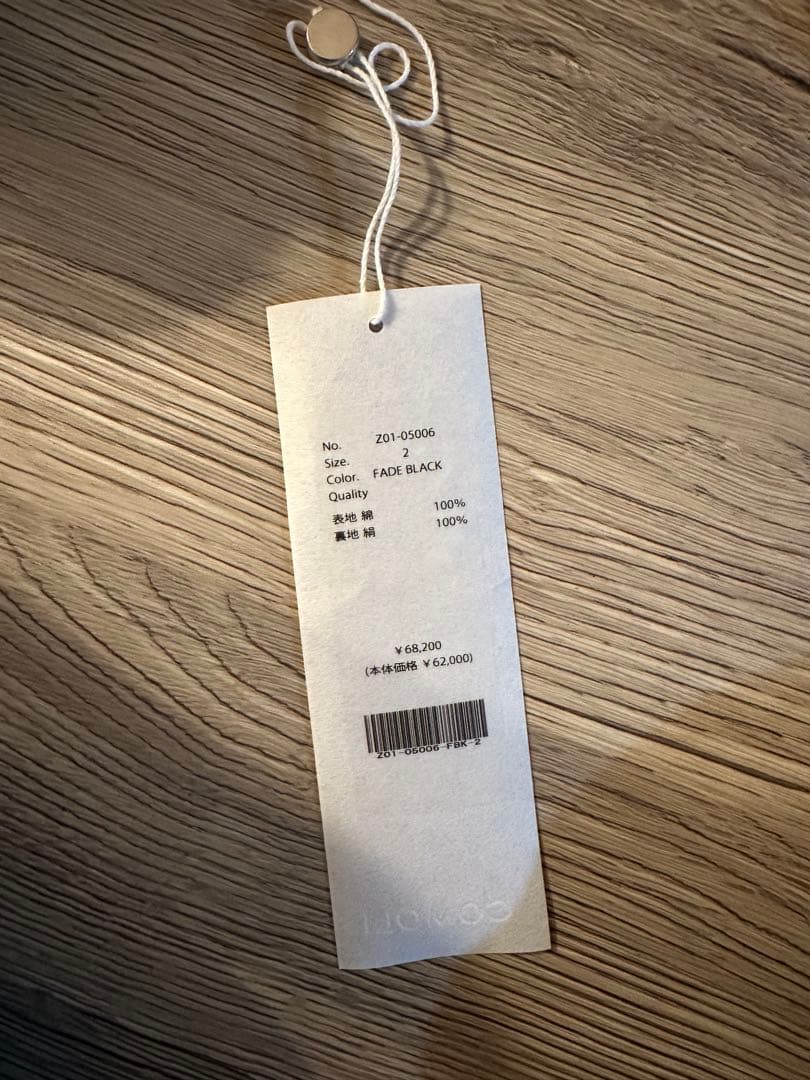 No. Z01-05006
Size. 2
Color. FADE BLACK
Quality
表地 綿 100%
裏地 絹 100%
¥68,200
(本体価格 ¥62,000)
Z01-05006-FBK-2
COMOLI